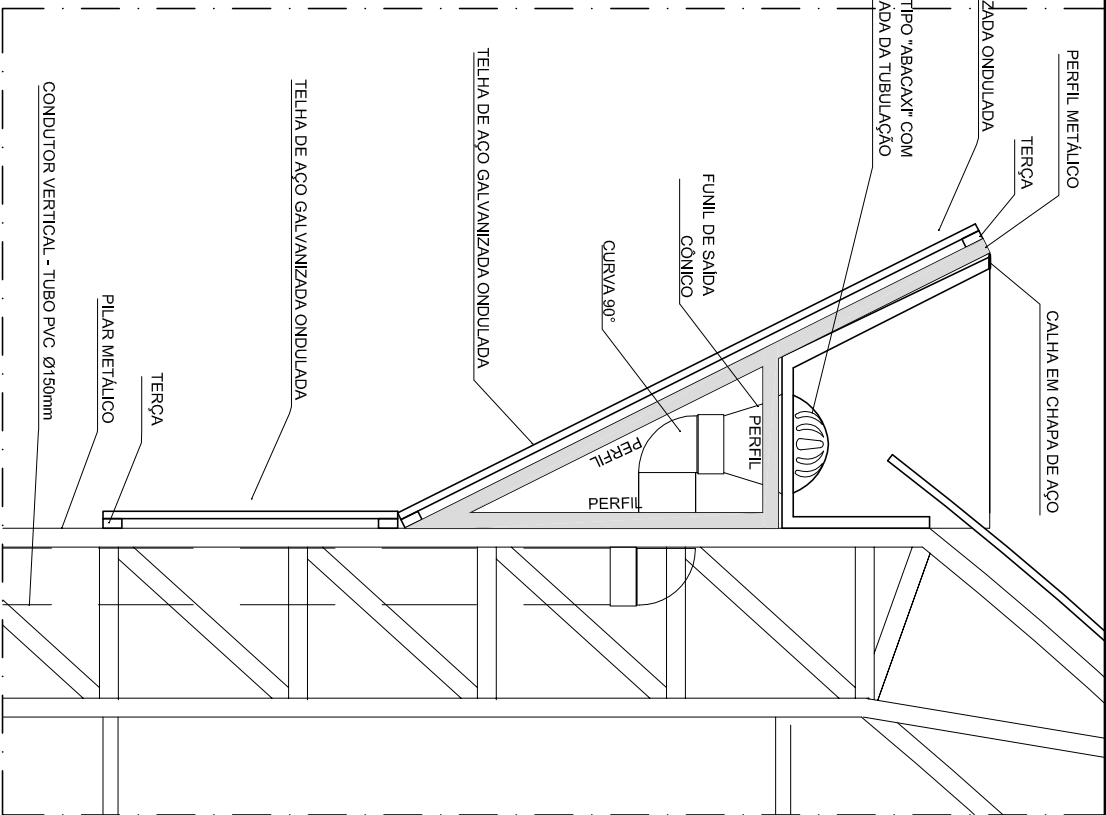 PERFIL METÁLICO
TERÇA
ZADA ONDULADA
TIPO "ABACAXI" COM
ADA DA TUBULAÇÃO
CALHA EM CHAPA DE AÇO
FUNIL DE SAÍDA
CÔNICO
CURVA 90°
PERFIL
PERFIL
PERFIL
TELHA DE AÇO GALVANIZADA ONDULADA
TELHA DE AÇO GALVANIZADA ONDULADA
TERÇA
PILAR METÁLICO
CONDUTOR VERTICAL - TUBO PVC Ø150mm